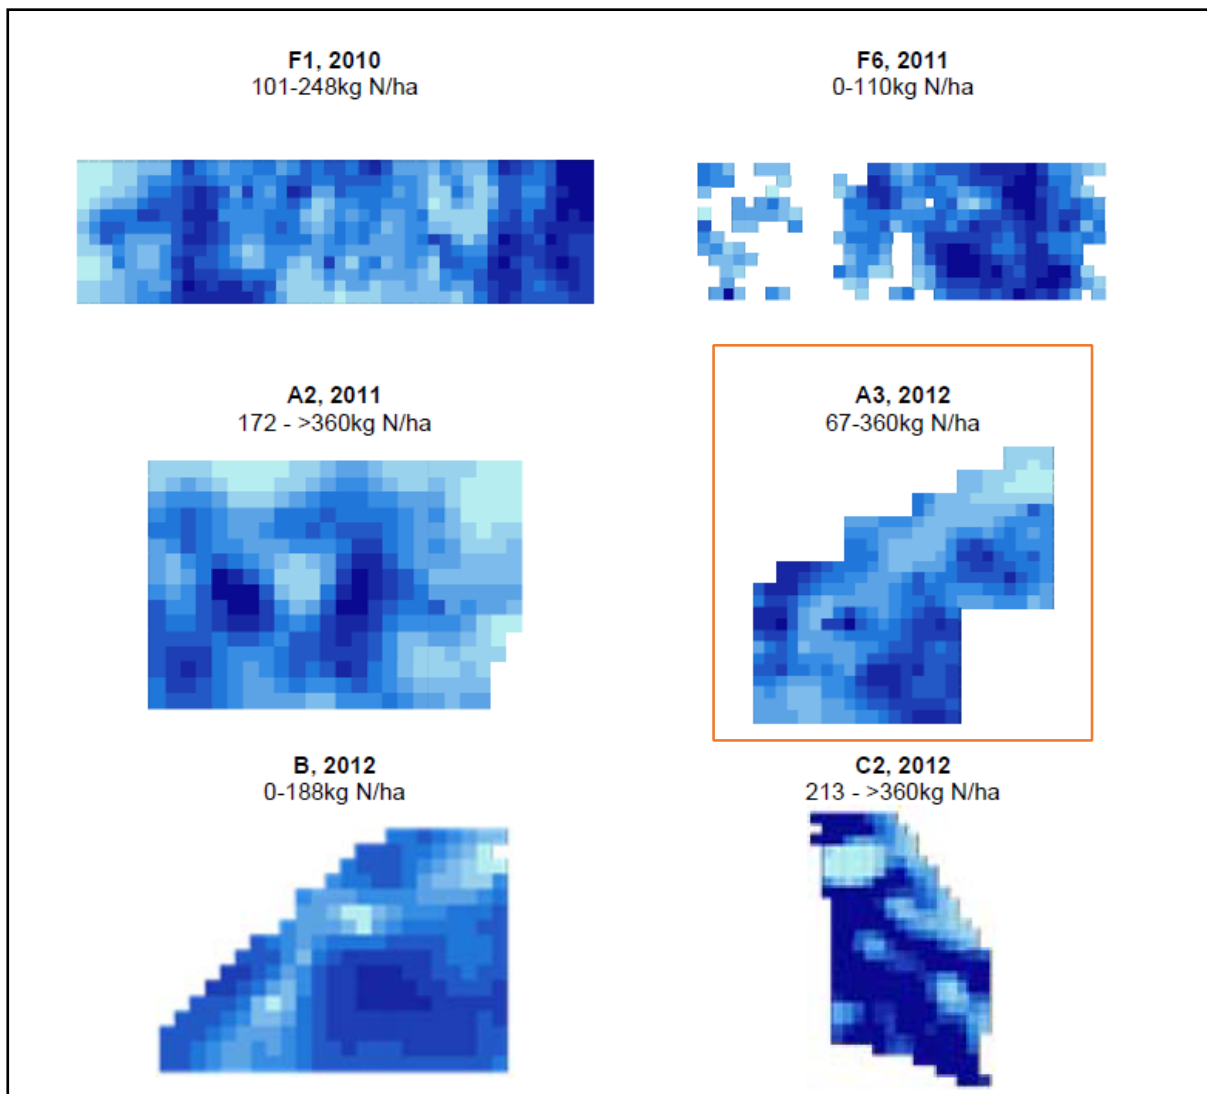 F1, 2010
101-248kg N/ha
F6, 2011
0-110kg N/ha
A2, 2011
172 - >360kg N/ha
A3, 2012
67-360kg N/ha
B, 2012
0-188kg N/ha
C2, 2012
213 - >360kg N/ha